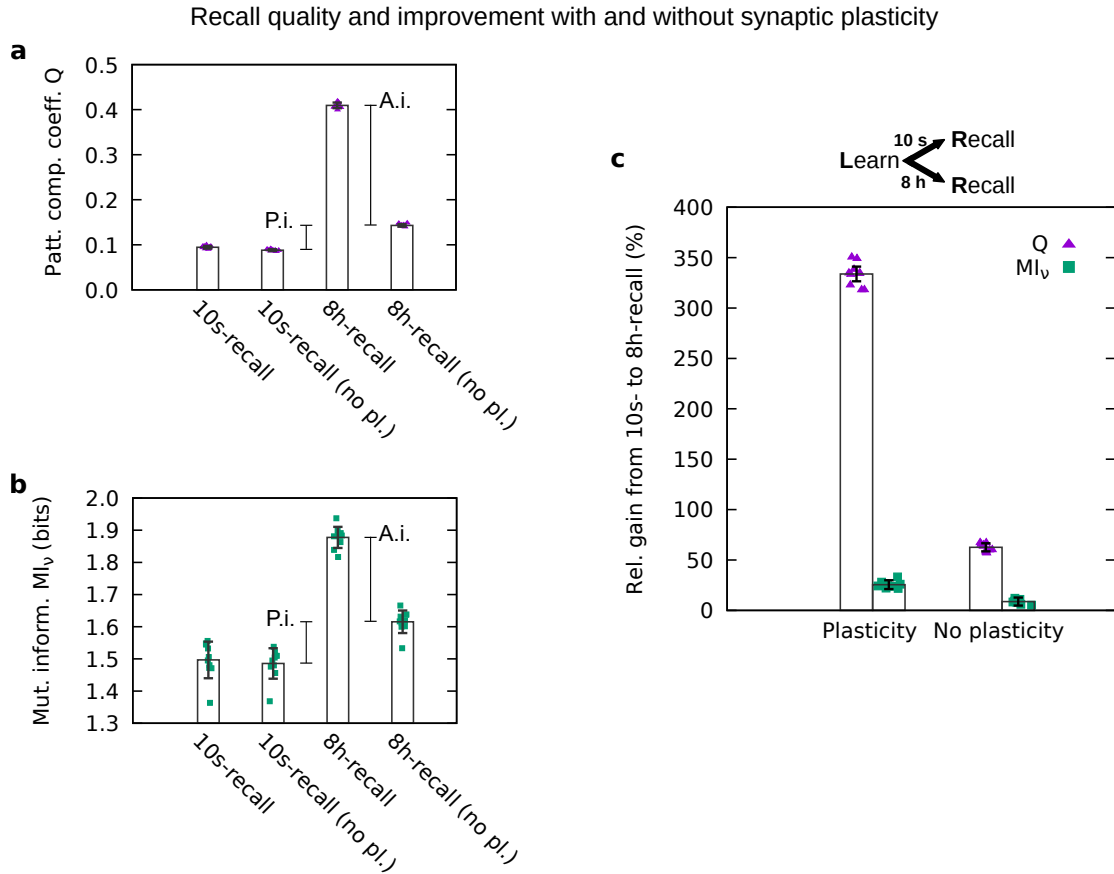 Recall quality and improvement with and without synaptic plasticity
a
Patt. comp. coeff. Q
0.5
0.4
0.3
0.2
0.1
0.0
A.i.
P.i.
10s-recall
10s-recall (no pl.)
8h-recall
8h-recall (no pl.)
b
Mut. inform. MIν (bits)
2.0
1.9
1.8
1.7
1.6
1.5
1.4
1.3
A.i.
P.i.
10s-recall
10s-recall (no pl.)
8h-recall
8h-recall (no pl.)
c
Learn
10 s
Recall
8 h
Recall
Rel. gain from 10s- to 8h-recall (%)
400
350
300
250
200
150
100
50
0
Q
MIν
Plasticity
No plasticity